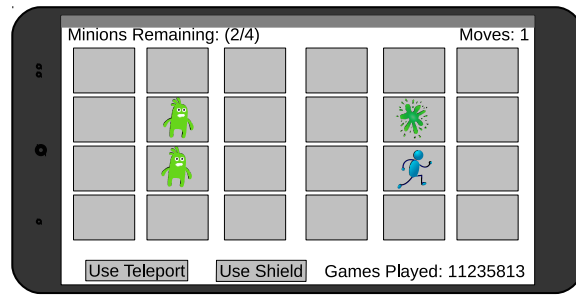 Minions Remaining: (2/4)
Moves: 1
Use Teleport
Use Shield
Games Played: 11235813